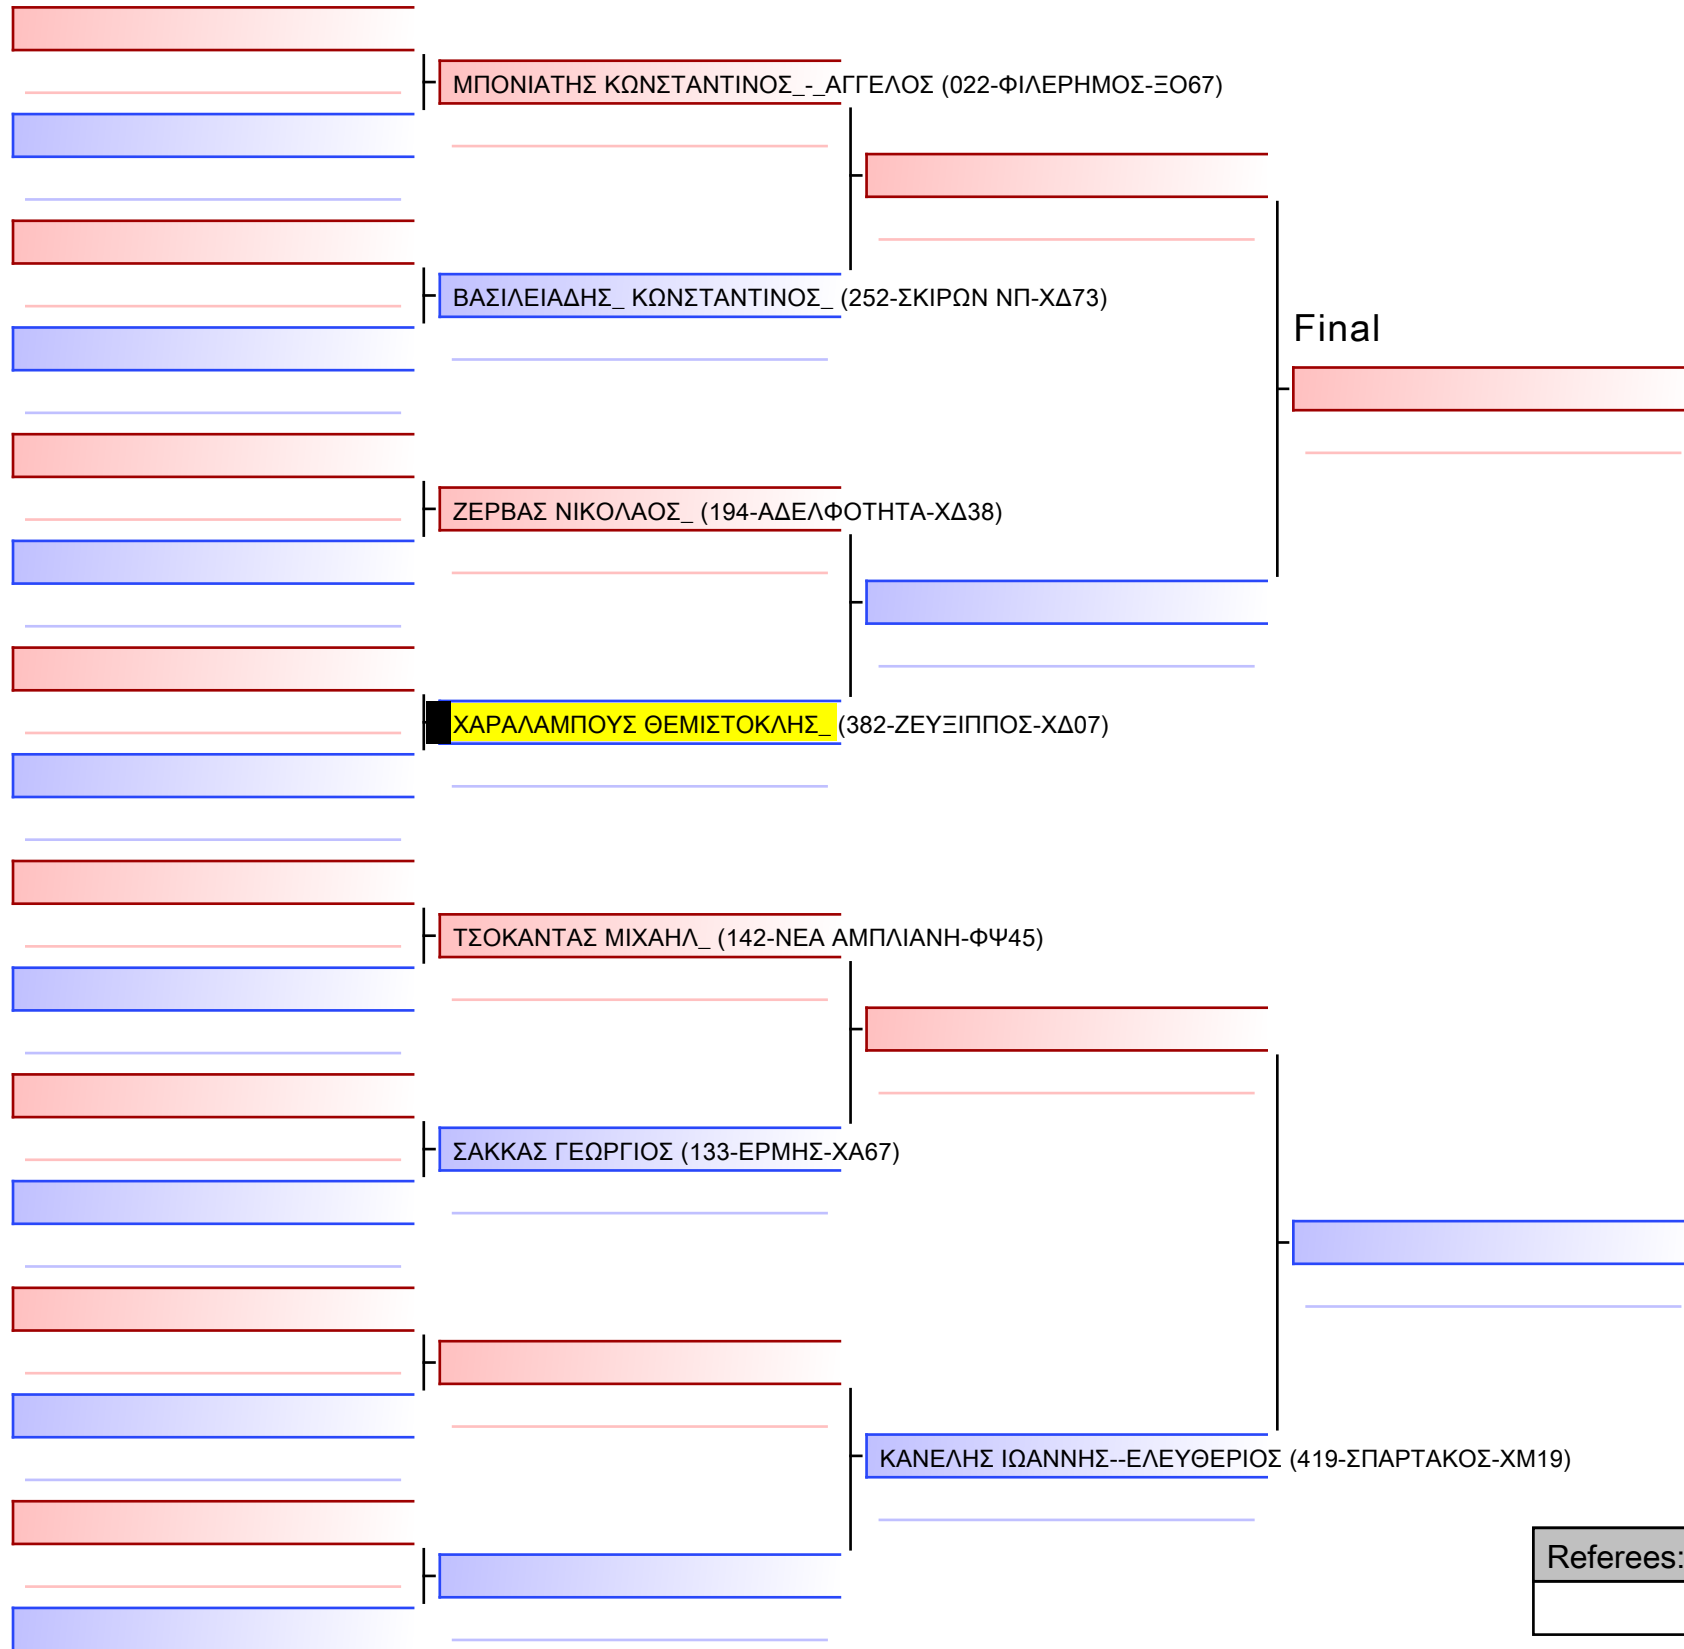 ΜΠΟΝΙΑΤΗΣ ΚΩΝΣΤΑΝΤΙΝΟΣ_-_ΑΓΓΕΛΟΣ (022-ΦΙΛΕΡΗΜΟΣ-ΞΟ67)
ΒΑΣΙΛΕΙΑΔΗΣ_ ΚΩΝΣΤΑΝΤΙΝΟΣ_ (252-ΣΚΙΡΩΝ ΝΠ-ΧΔ73)
Final
ΖΕΡΒΑΣ ΝΙΚΟΛΑΟΣ_ (194-ΑΔΕΛΦΟΤΗΤΑ-ΧΔ38)
ΧΑΡΑΛΑΜΠΟΥΣ ΘΕΜΙΣΤΟΚΛΗΣ_ (382-ΖΕΥΞΙΠΠΟΣ-ΧΔ07)
ΤΣΟΚΑΝΤΑΣ ΜΙΧΑΗΛ_ (142-ΝΕΑ ΑΜΠΛΙΑΝΗ-ΦΨ45)
ΣΑΚΚΑΣ ΓΕΩΡΓΙΟΣ (133-ΕΡΜΗΣ-ΧΑ67)
ΚΑΝΕΛΗΣ ΙΩΑΝΝΗΣ--ΕΛΕΥΘΕΡΙΟΣ (419-ΣΠΑΡΤΑΚΟΣ-ΧΜ19)
Referees: